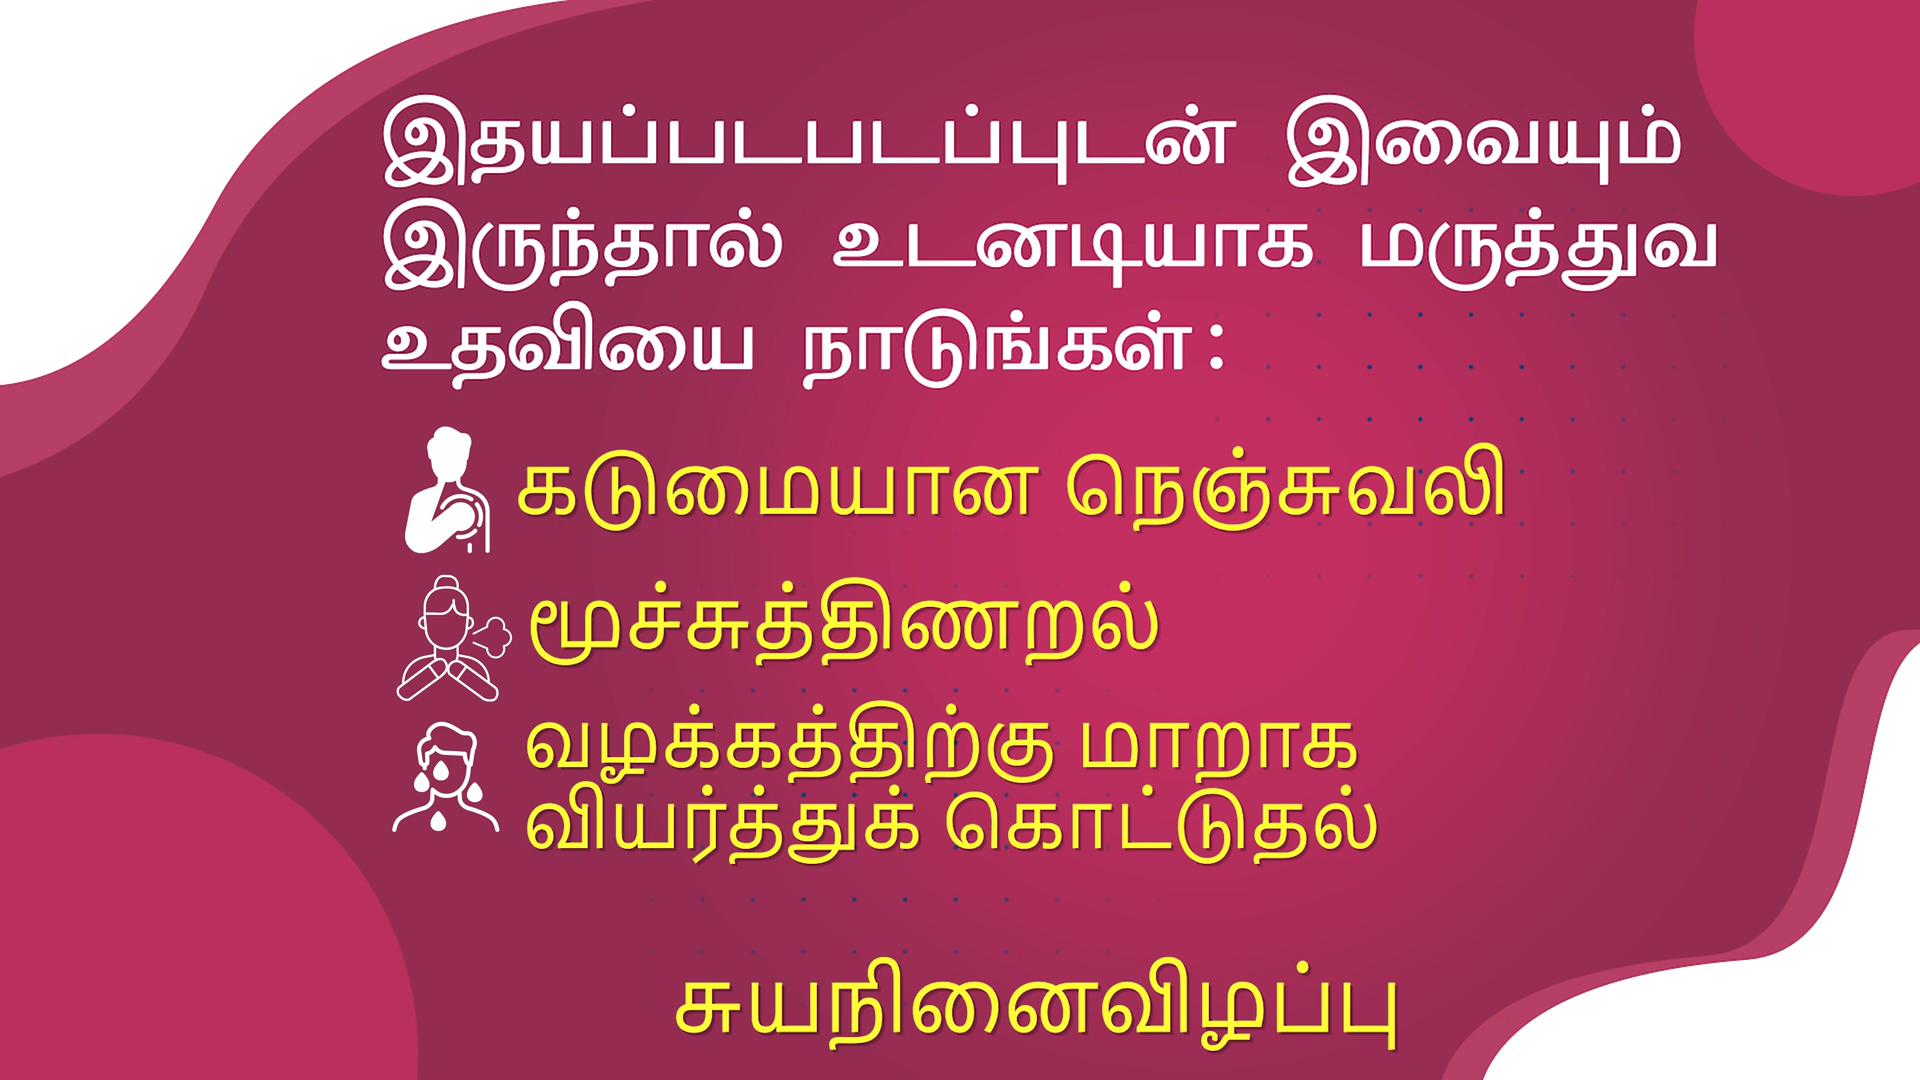 இதயப்படபடப்புடன் இவையும்
இருந்தால் உடனடியாக மருத்துவ
உதவியை நாடுங்கள்:
கடுமையான நெஞ்சுவலி
மூச்சுத்திணறல்
வழக்கத்திற்கு மாறாக
வியர்த்துக் கொட்டுதல்
சுயநினைவிழப்பு